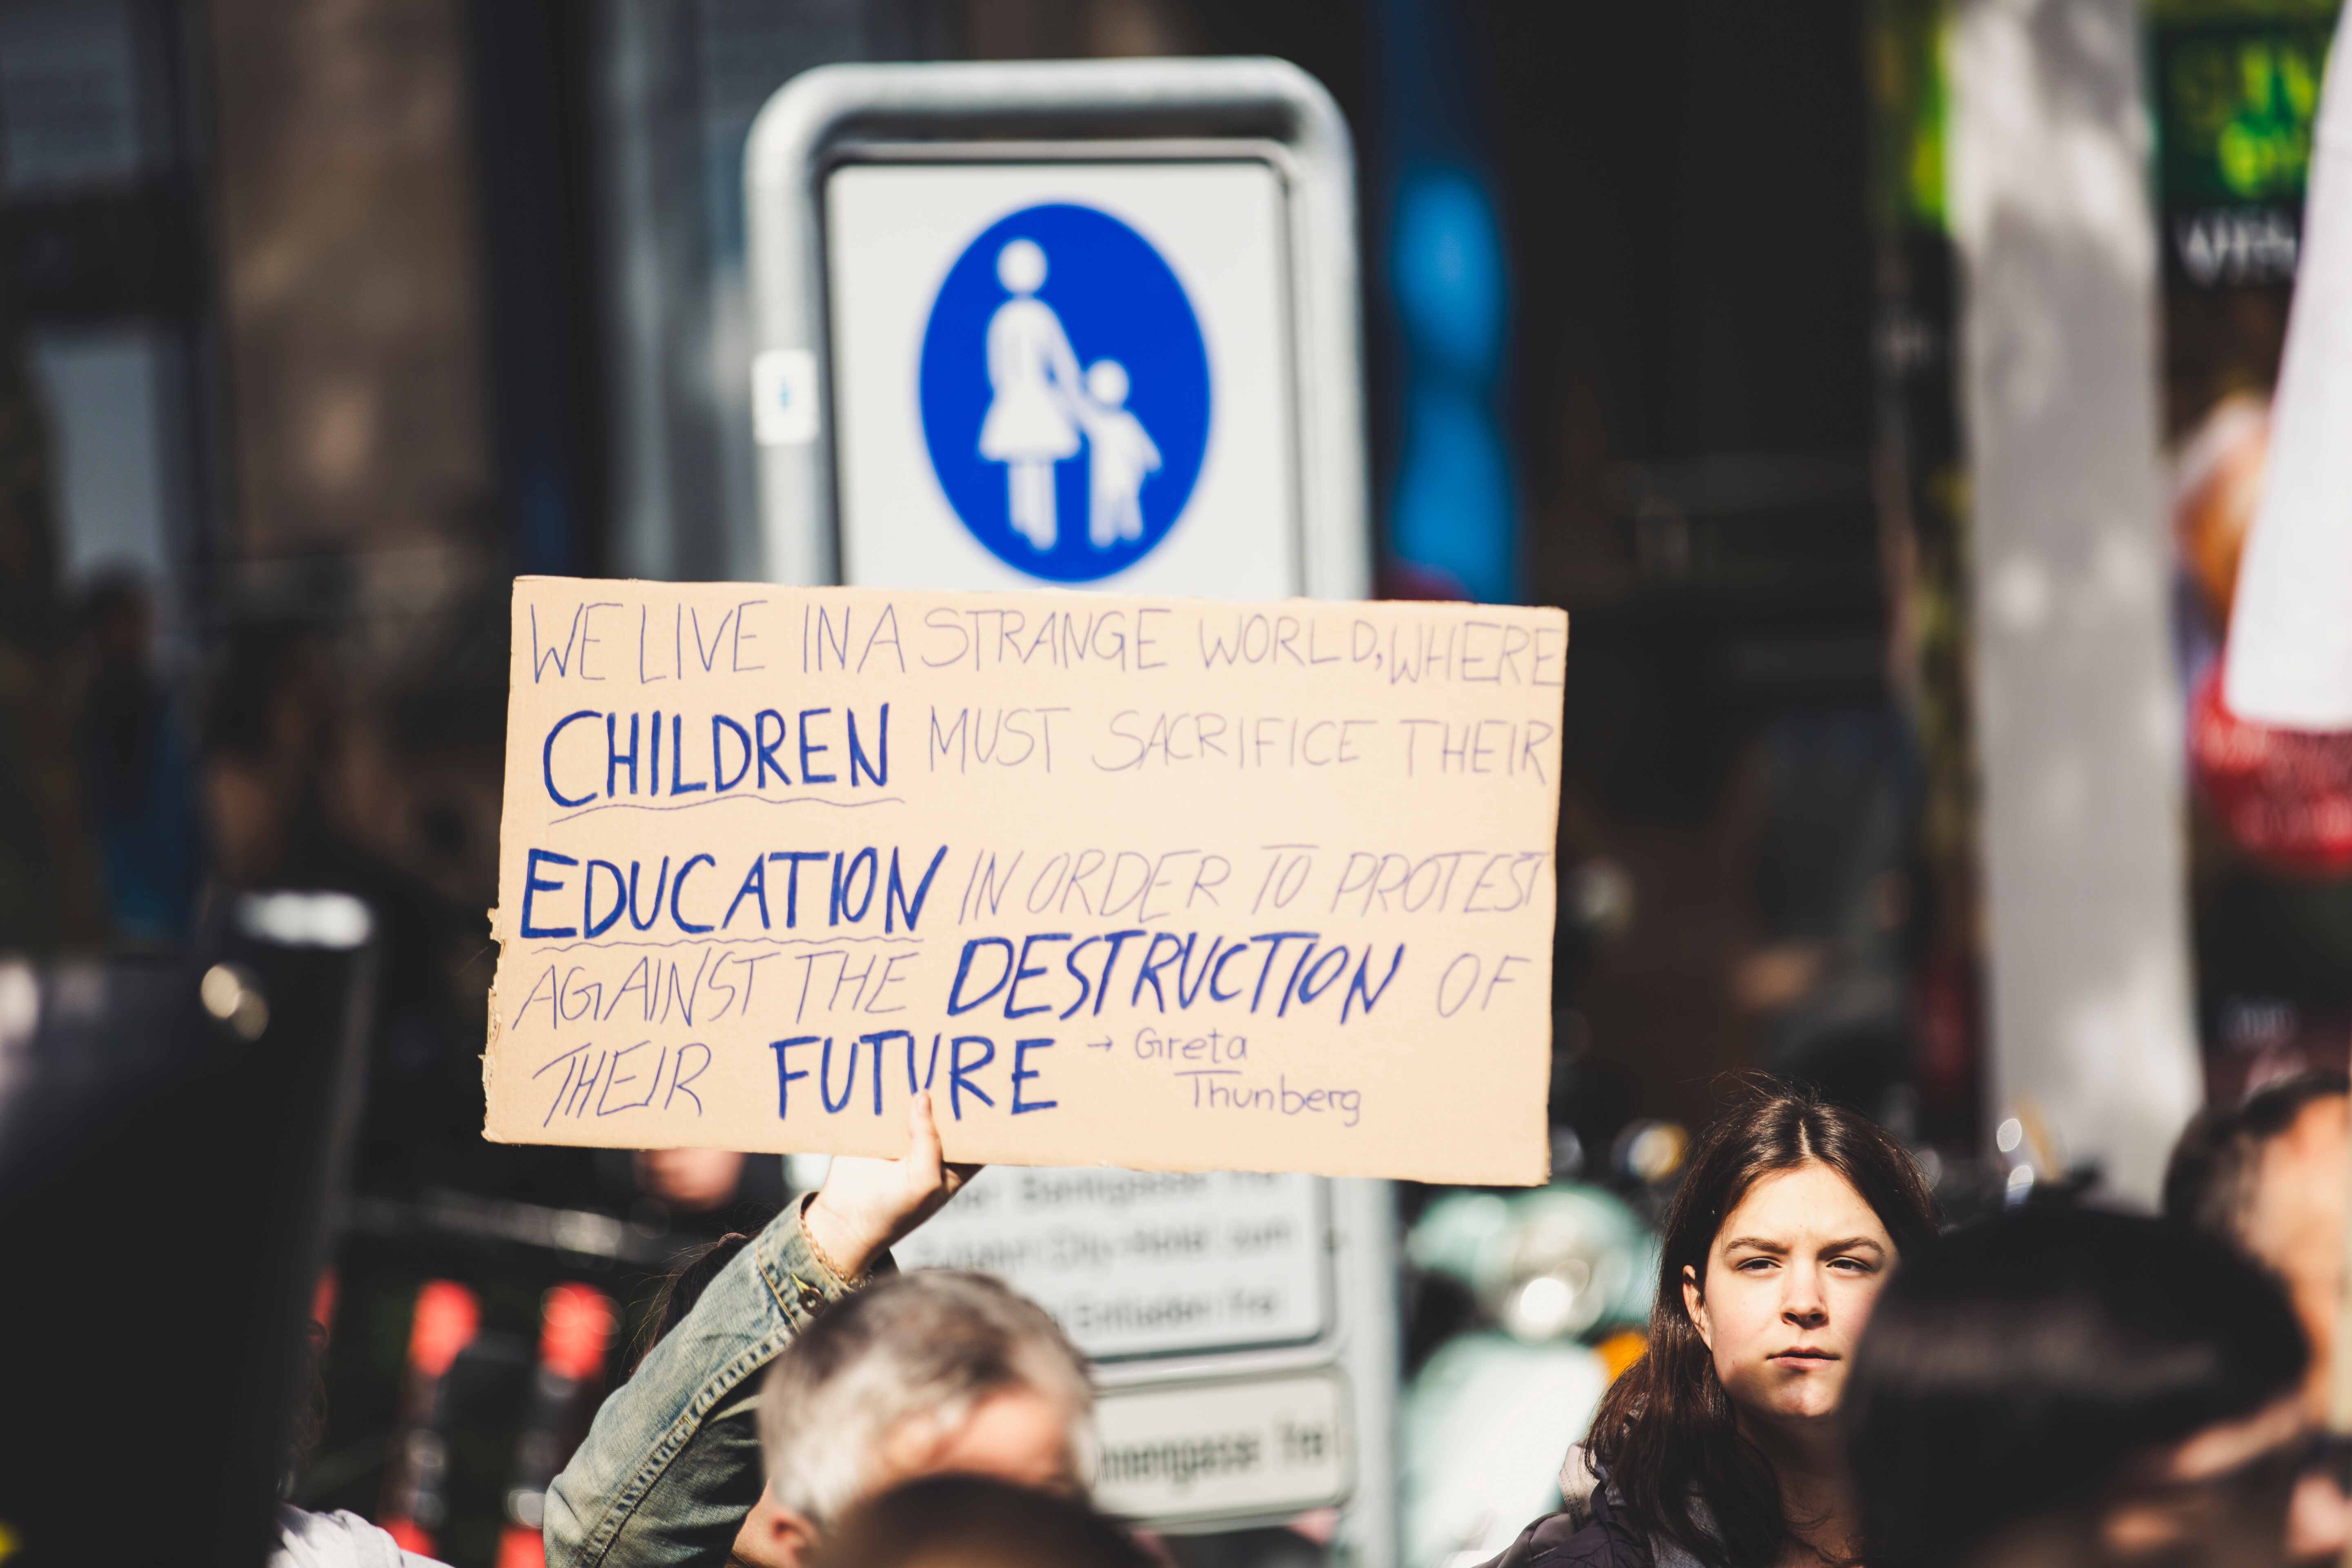 WE LIVE IN A STRANGE WORLD, WHERE
CHILDREN MUST SACRIFICE THEIR
EDUCATION IN ORDER TO PROTEST
AGAINST THE DESTRUCTION OF
THEIR FUTURE → Greta
Thunberg